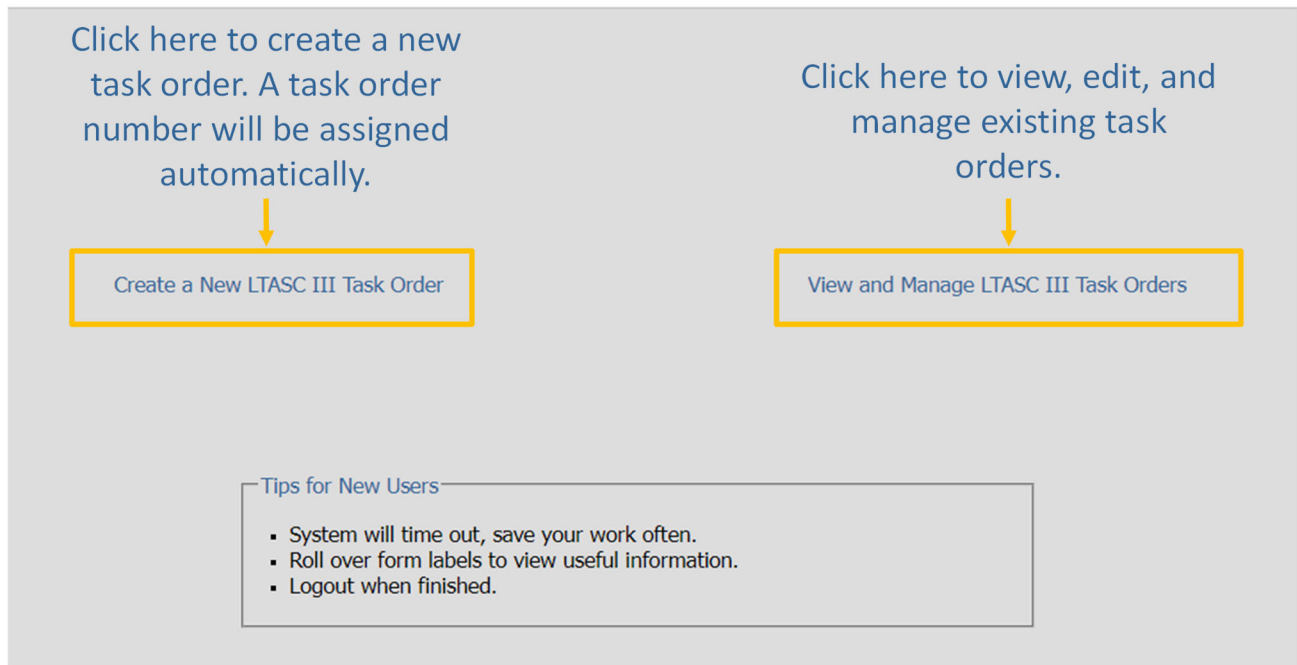 Click here to create a new
task order. A task order
number will be assigned
automatically.
Click here to view, edit, and
manage existing task
orders.
Create a New LTASC III Task Order
View and Manage LTASC III Task Orders
Tips for New Users
▪ System will time out, save your work often.
▪ Roll over form labels to view useful information.
▪ Logout when finished.